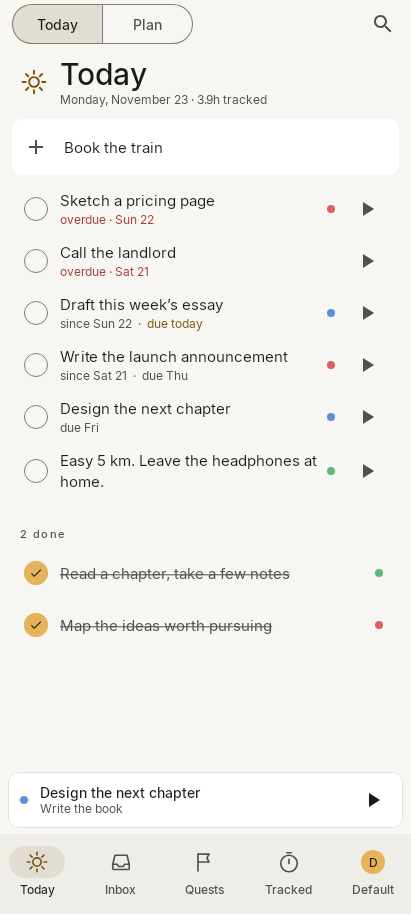 Today
Plan
Today
Monday, November 23 · 3.9h tracked
Book the train
Sketch a pricing page
overdue · Sun 22
Call the landlord
overdue · Sat 21
Draft this week’s essay
since Sun 22 · due today
Write the launch announcement
since Sat 21 · due Thu
Design the next chapter
due Fri
Easy 5 km. Leave the headphones at
home.
2 done
Read a chapter, take a few notes
Map the ideas worth pursuing
Design the next chapter
Write the book
D
Today
Inbox
Quests
Tracked
Default